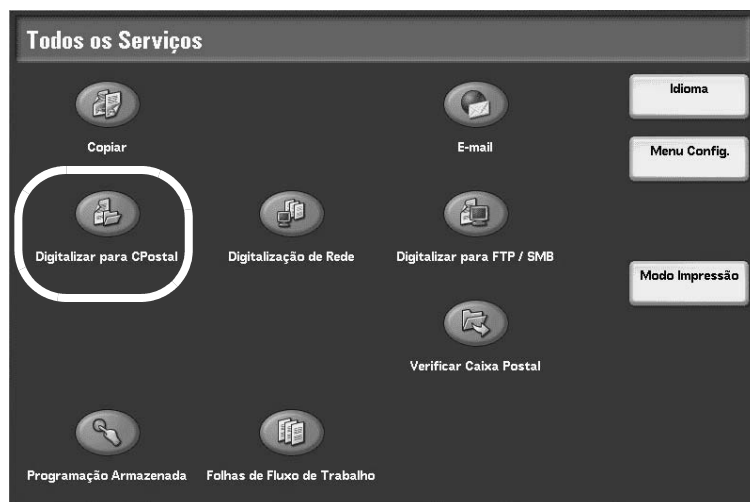 Todos os Serviços
Copiar
E-mail
Idioma
Menu Config.
Digitalizar para CPostal
Digitalização de Rede
Digitalizar para FTP / SMB
Modo Impressão
Verificar Caixa Postal
Programação Armazenada
Folhas de Fluxo de Trabalho